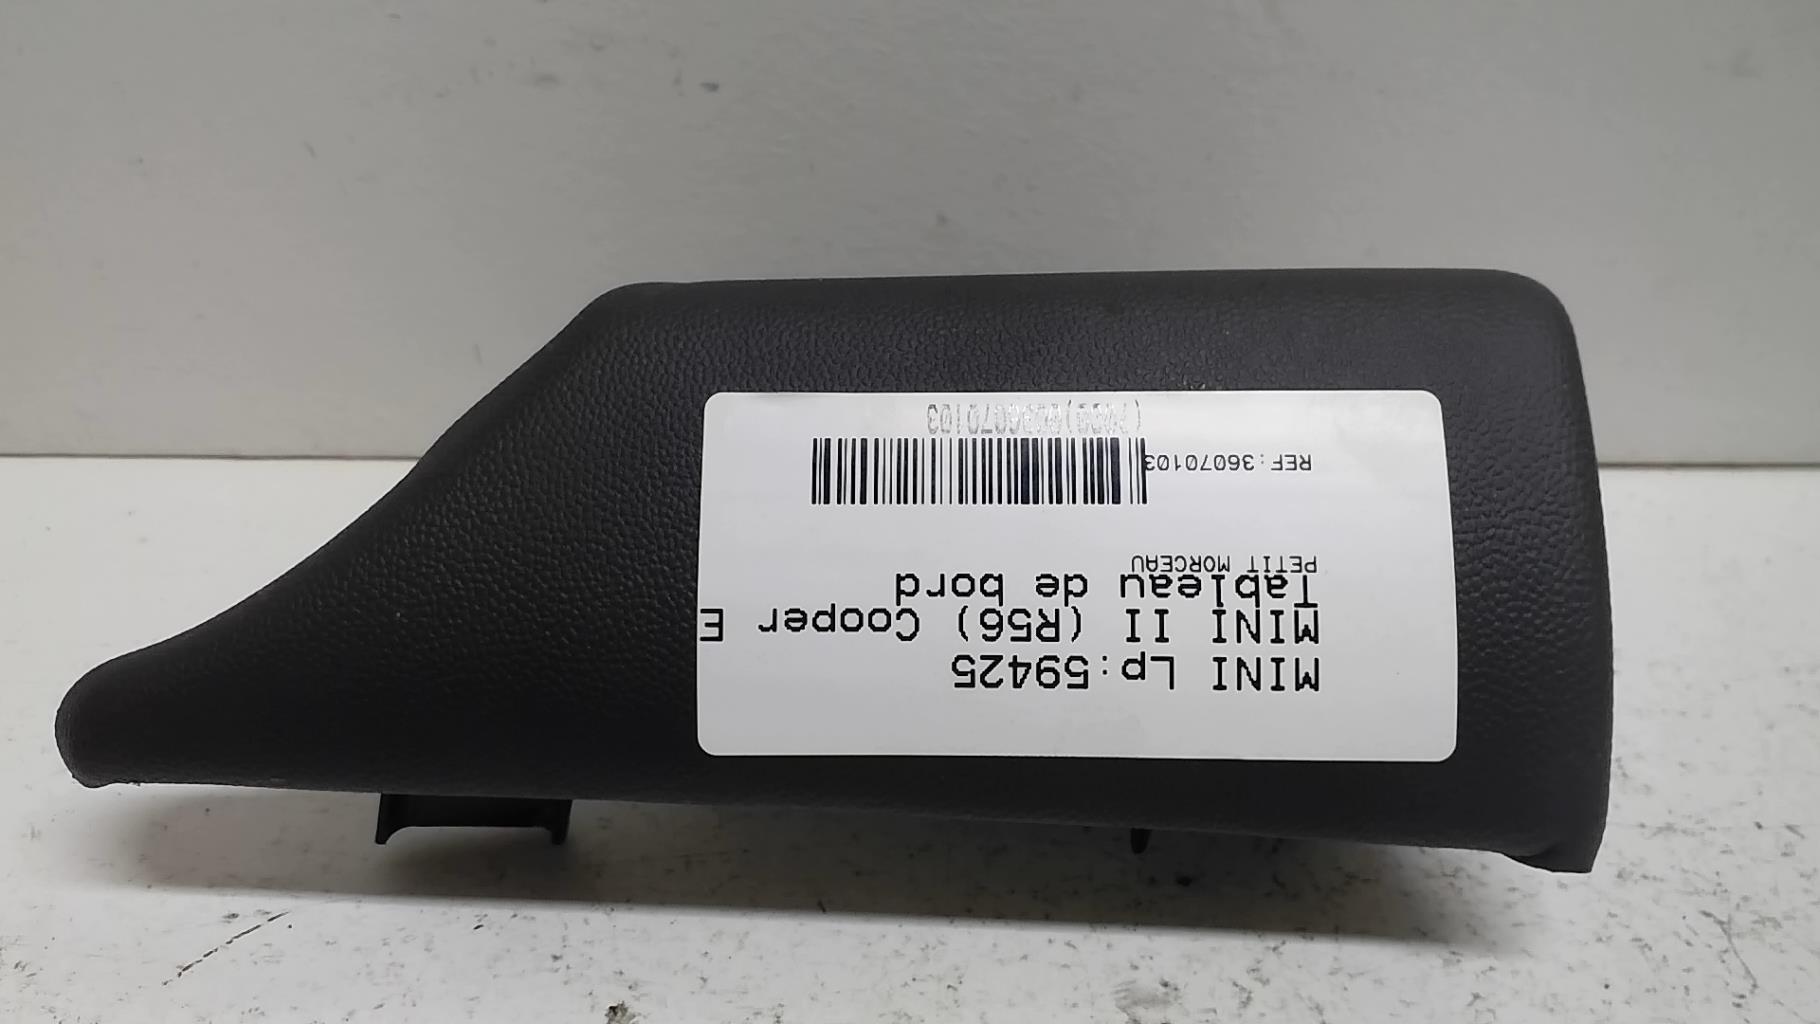 MINI Lp:59425
MINI II (R56) Cooper E
Tableau de bord
PETIT MORCEAU
REF:36070103